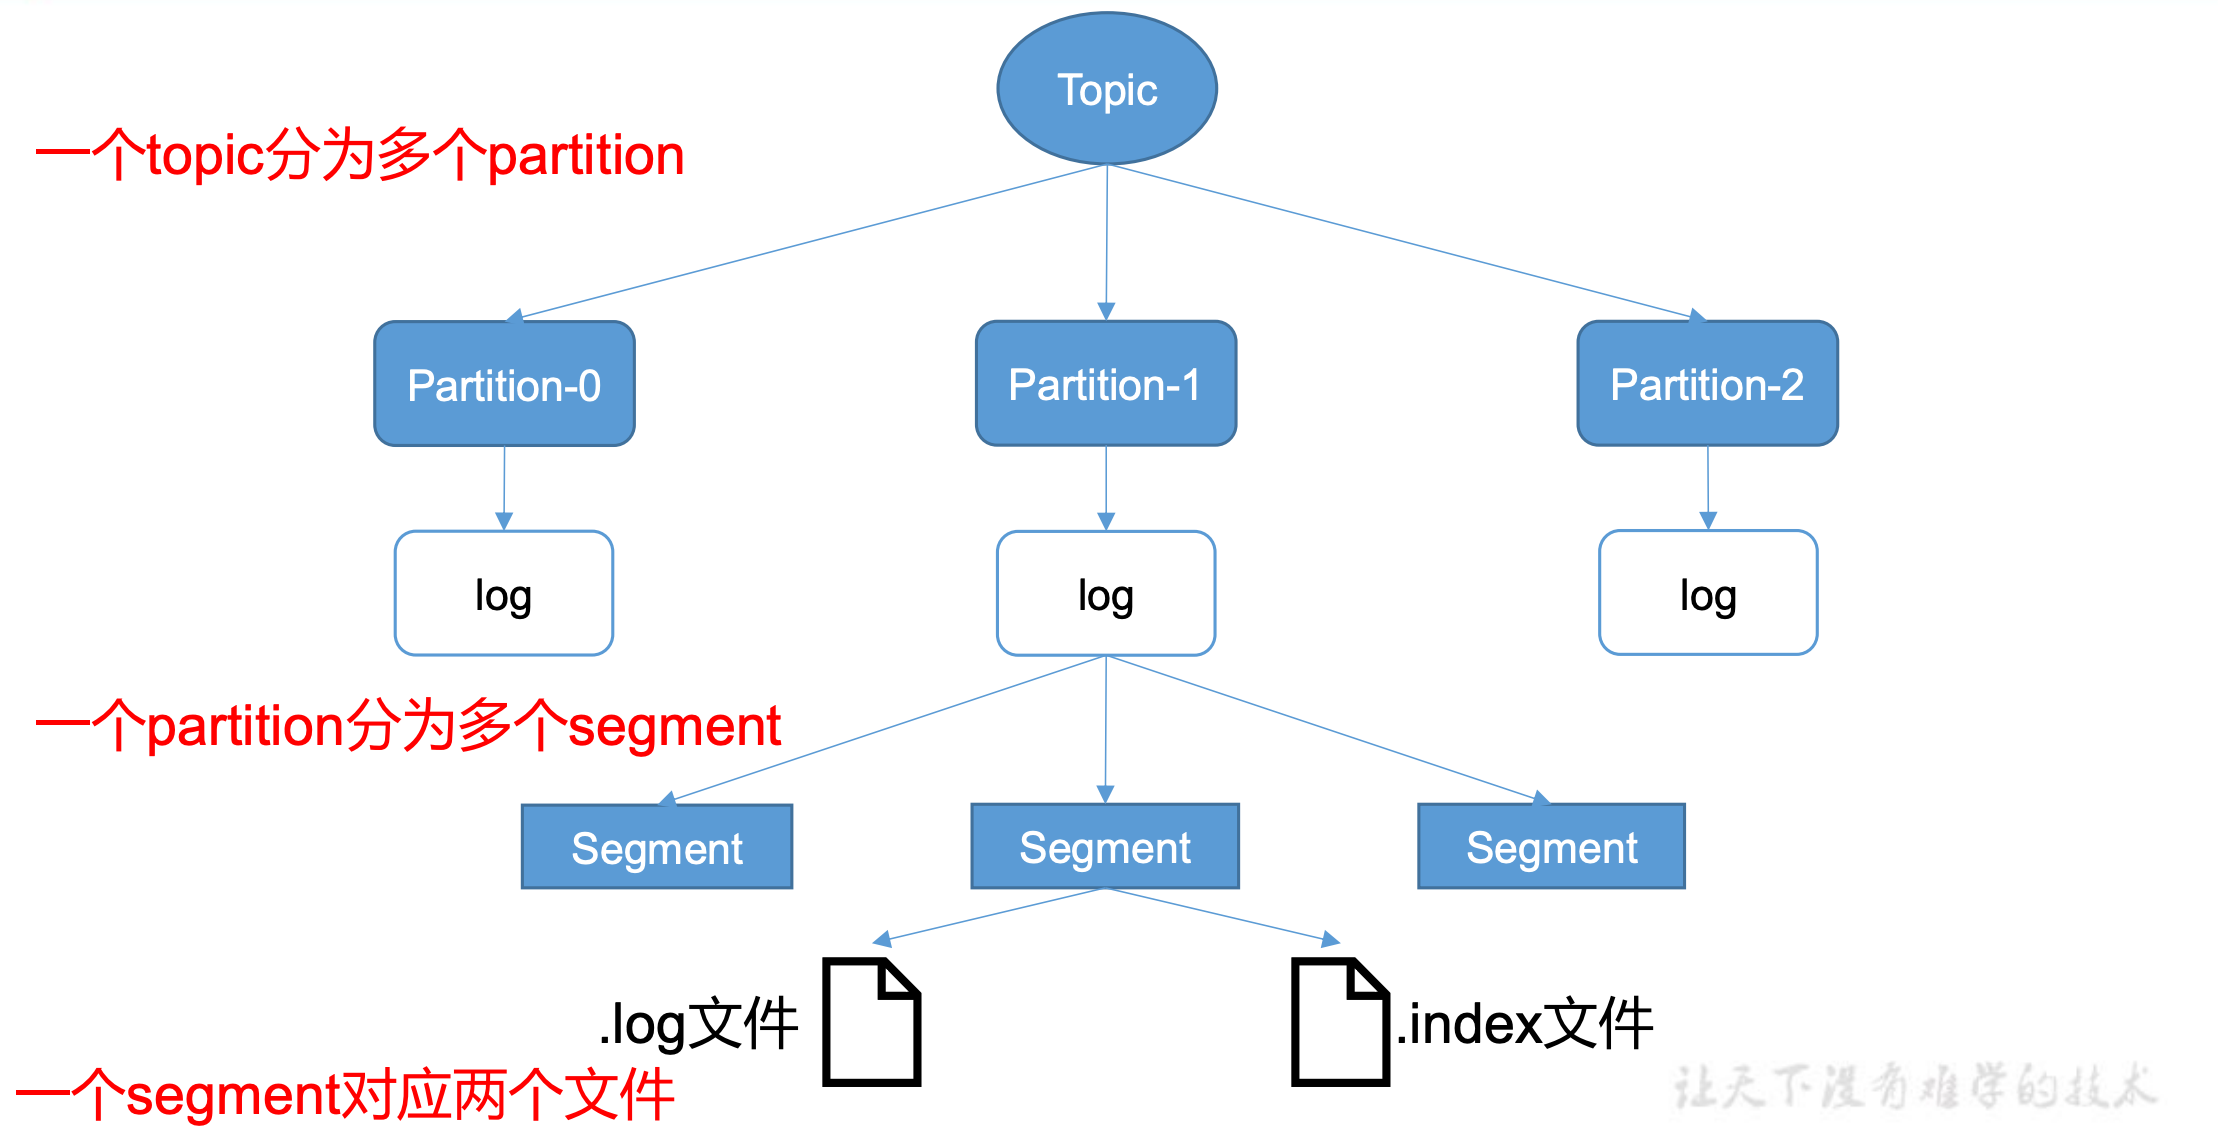 Topic
一个topic分为多个partition
Partition-0
Partition-1
Partition-2
log
log
log
一个partition分为多个segment
Segment
Segment
Segment
.log文件
.index文件
一个segment对应两个文件
让天下没有难学的技术